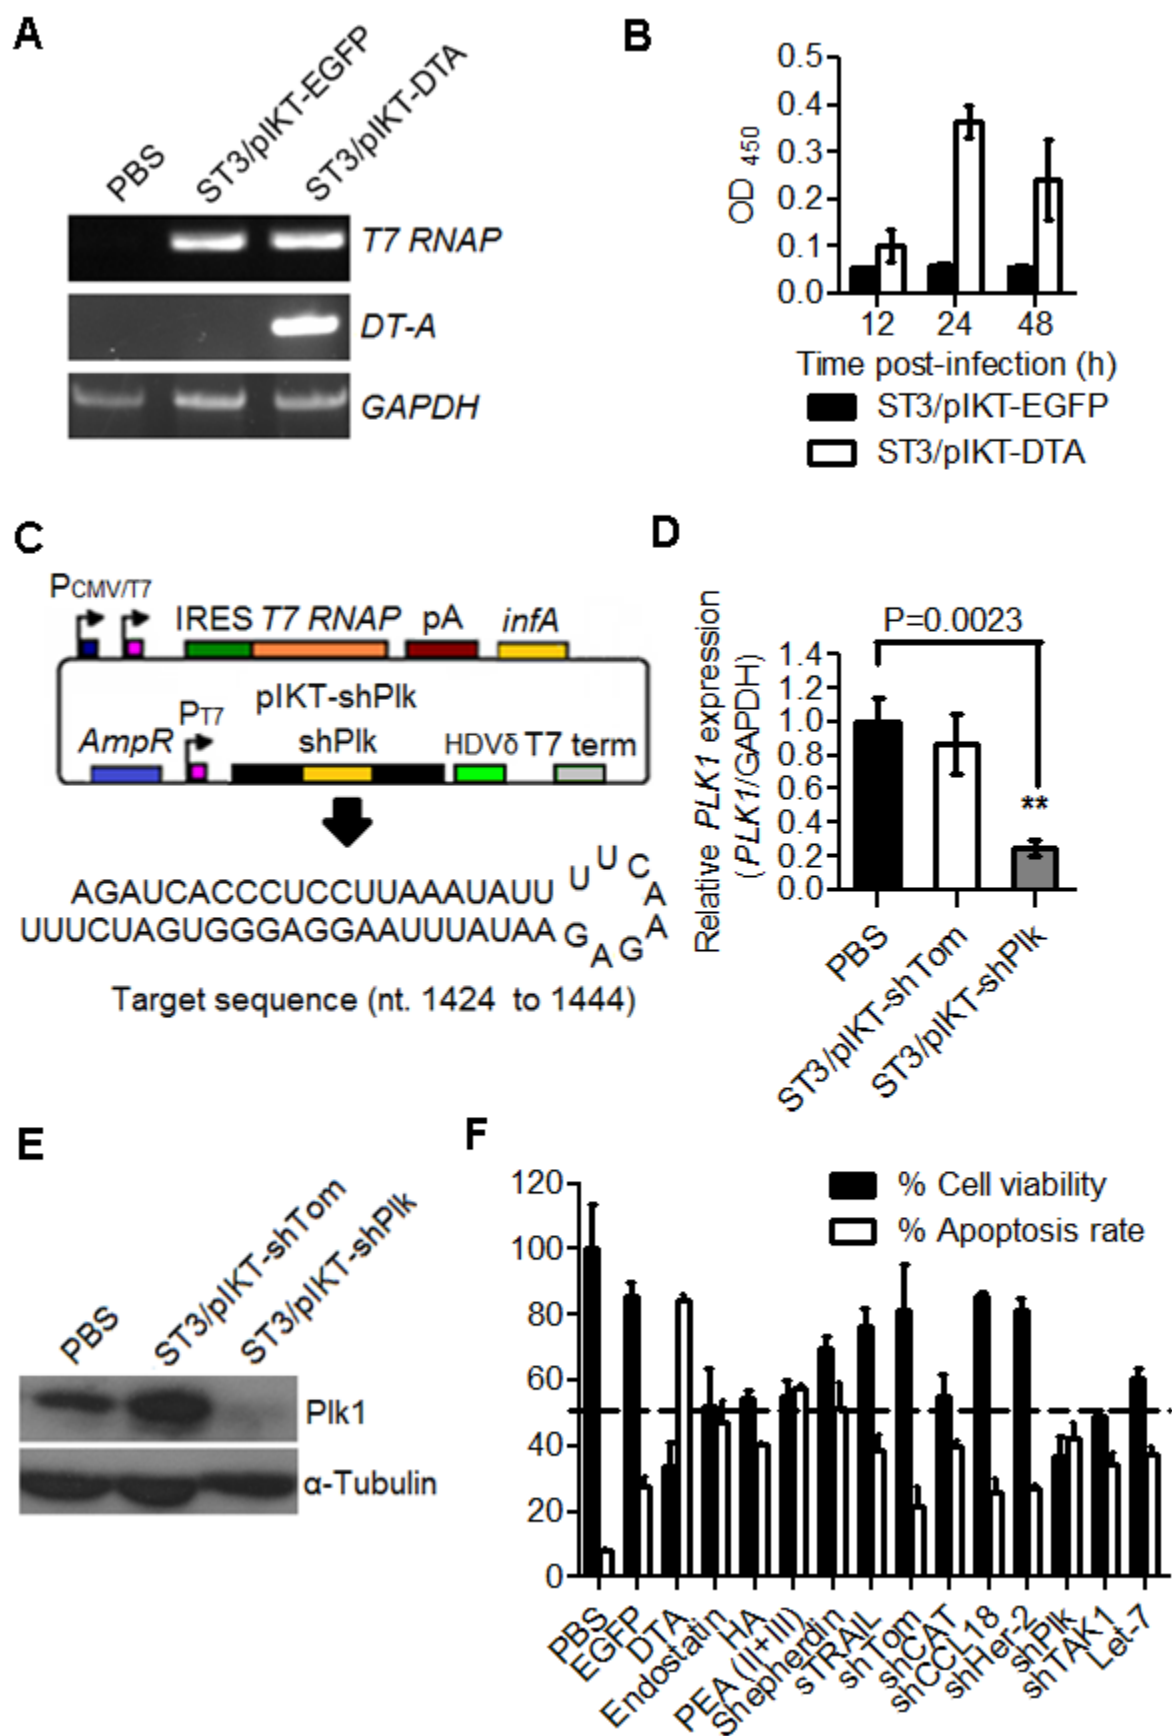 A
PBS
ST3/pIKT-EGFP
ST3/pIKT-DTA
T7 RNAP
DT-A
GAPDH
B
OD 450
0.5
0.4
0.3
0.2
0.1
0.0
12 24 48
Time post-infection (h)
ST3/pIKT-EGFP
ST3/pIKT-DTA
C
PCMV/T7
IRES T7 RNAP pA infA
pIKT-shPlk
AmpR PT7 shPlk HDVδ T7 term
AGAUCACCCUCCUUAAAUAUU
U U C A A
UUUCUAGUGGGAGGAAUUUAUAA G A G
Target sequence (nt. 1424 to 1444)
D
Relative PLK1 expression
(PLK1/GAPDH)
P=0.0023
1.4
1.2
1.0
0.8
0.6
0.4
0.2
0.0
**
PBS
ST3/pIKT-shTom
ST3/pIKT-shPlk
E
PBS
ST3/pIKT-shTom
ST3/pIKT-shPlk
Plk1
α-Tubulin
F
120
100
80
60
40
20
0
% Cell viability
% Apoptosis rate
PBS
EGFP
DTA
Endostatin
HA
PEA (II+III)
Shepherdin
sTRAIL
shTom
shCAT
shCCL18
shHer-2
shPlk
shTAK1
Let-7